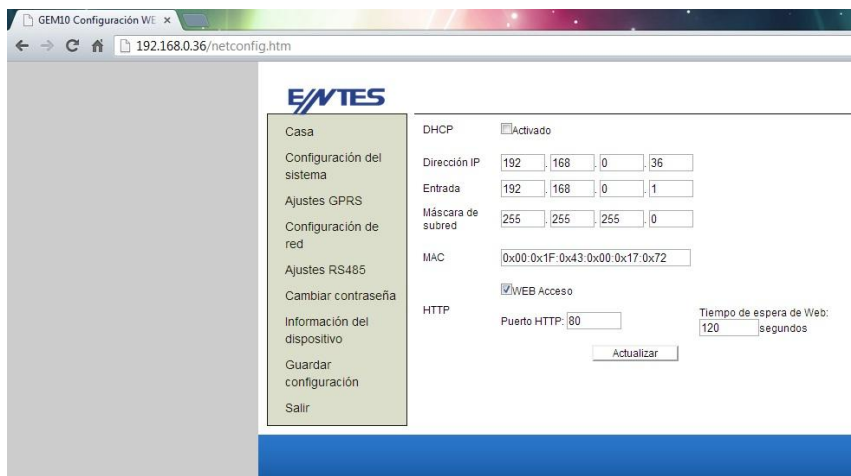 GEM10 Configuración WE
192.168.0.36/netconfig.htm
ENTES
Casa
Configuración del
sistema
Ajustes GPRS
Configuración de
red
Ajustes RS485
Cambiar contraseña
Información del
dispositivo
Guardar
configuración
Salir
DHCP Activado
Dirección IP 192 . 168 . 0 . 36
Entrada 192 . 168 . 0 . 1
Máscara de
subred 255 . 255 . 255 . 0
MAC 0x00:0x1F:0x43:0x00:0x17:0x72
WEB Acceso
HTTP
Puerto HTTP: 80
Tiempo de espera de Web:
120 segundos
Actualizar